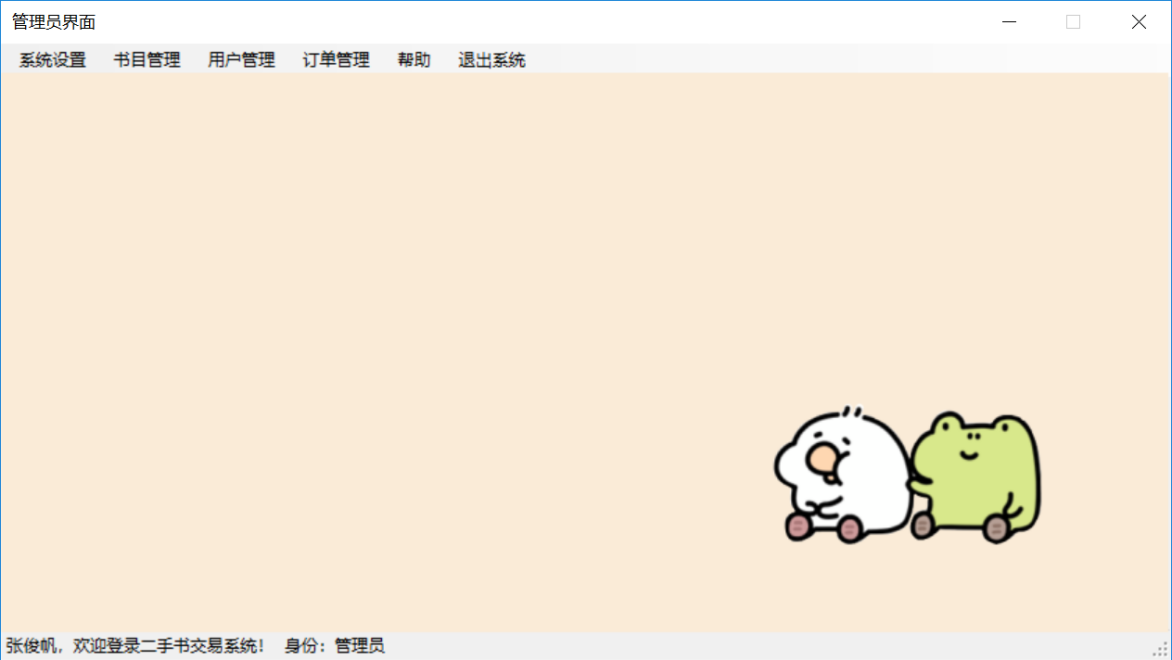 管理员界面
系统设置 书目管理 用户管理 订单管理 帮助 退出系统
张俊帆，欢迎登录二手书交易系统！ 身份：管理员